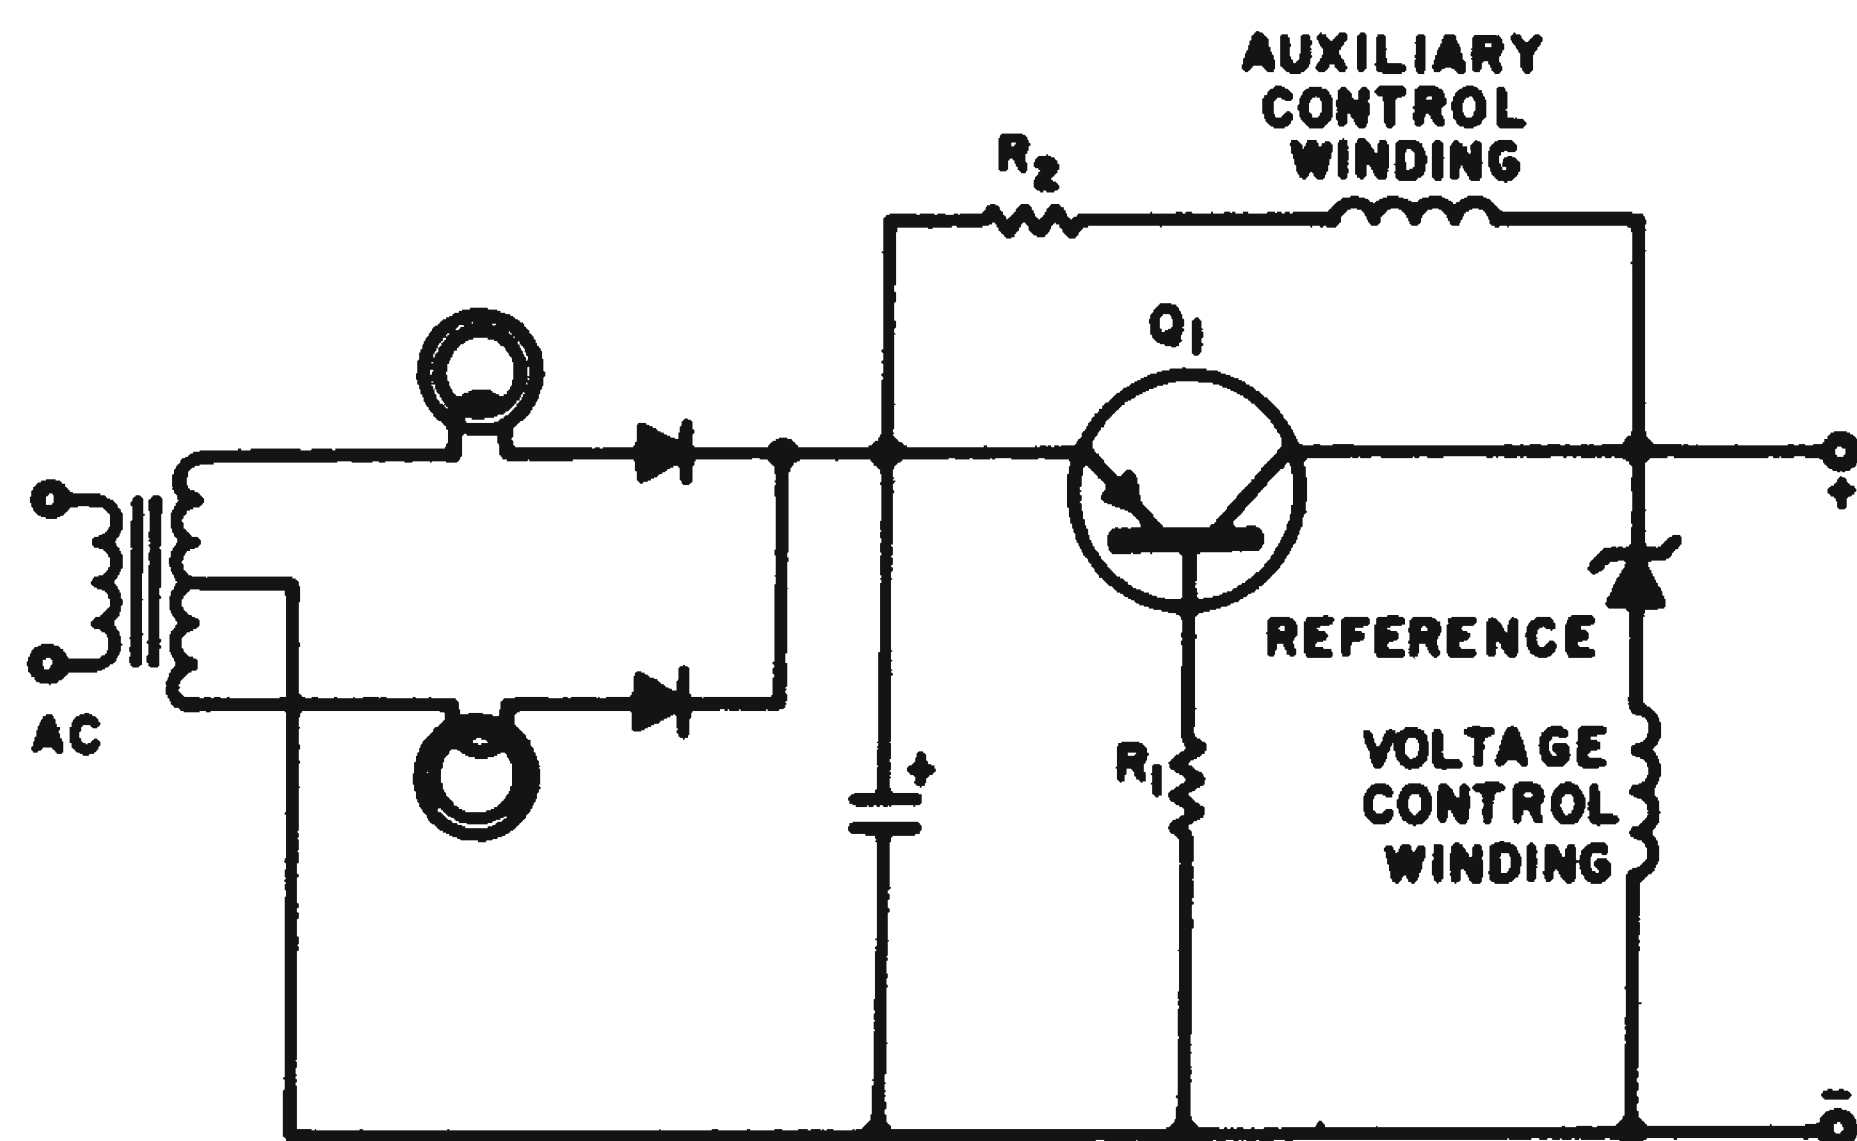 AUXILIARY
CONTROL
WINDING
R2
Q1
+
REFERENCE
AC
VOLTAGE
CONTROL
WINDING
R1
+
-